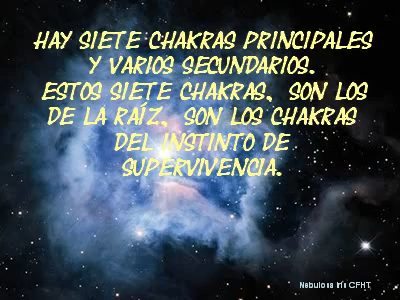 HAY SIETE CHAKRAS PRINCIPALES
Y VARIOS SECUNDARIOS.
ESTOS SIETE CHAKRAS, SON LOS
DE LA RAÍZ, SON LOS CHAKRAS
DEL INSTINTO DE
SUPERVIVENCIA.
Nebulosa Iris CFHT